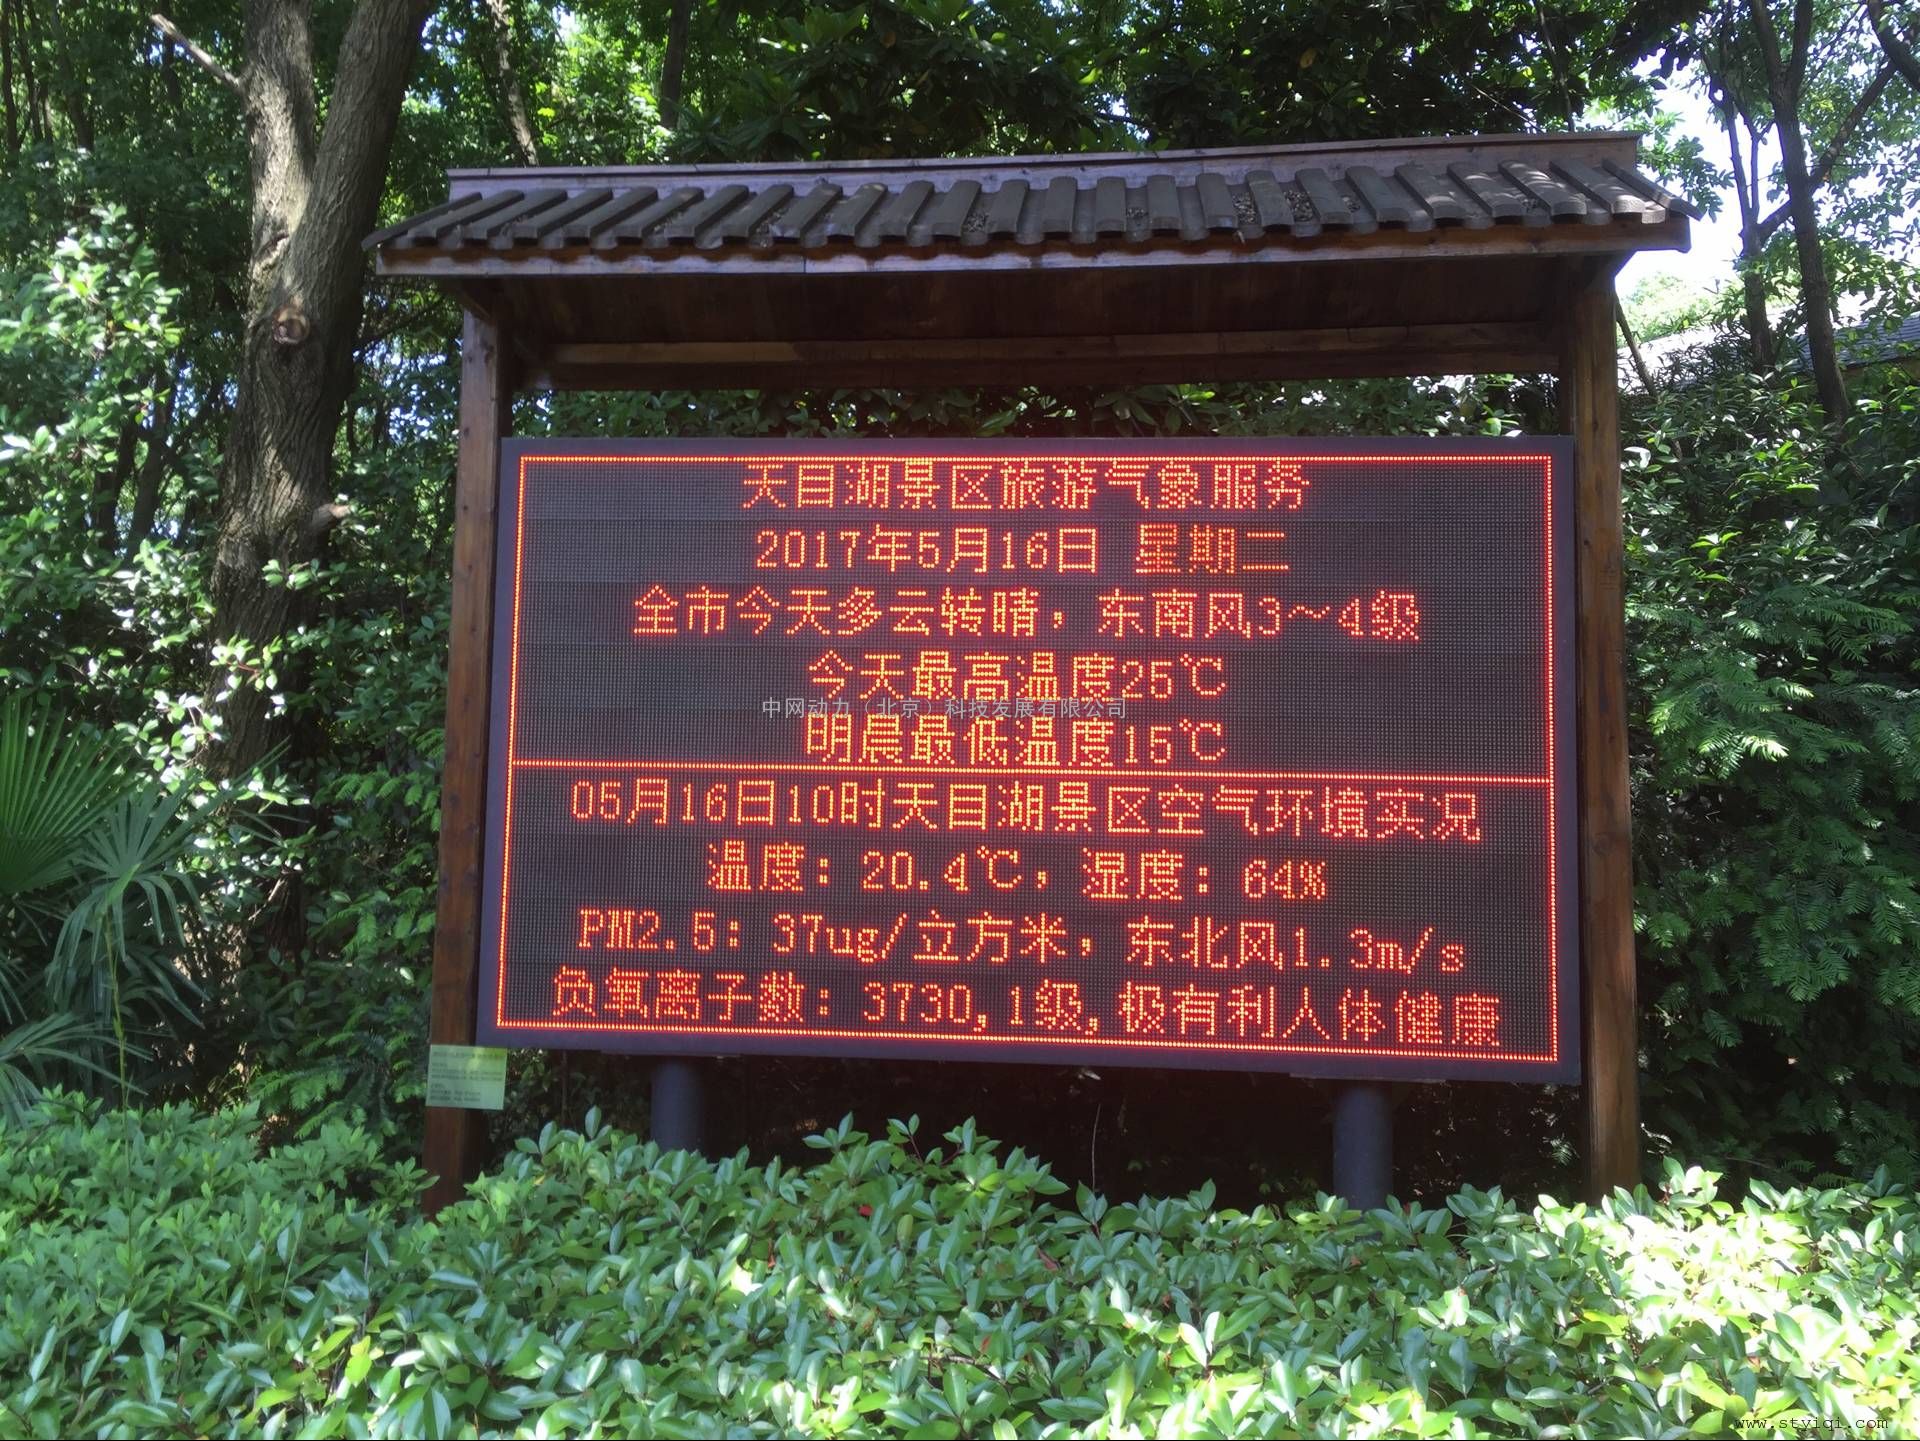 天目湖景区旅游气象服务
2017年5月16日 星期二
全市今天多云转晴，东南风3～4级
今天最高温度25℃
中网动力（北京）科技发展有限公司
明晨最低温度15℃
05月16日10时天目湖景区空气环境实况
温度：20.4℃，湿度：64%
PM2.5：37ug/立方米，东北风1.3m/s
负氧离子数：3730,1级,极有利人体健康
www.styiqi.com